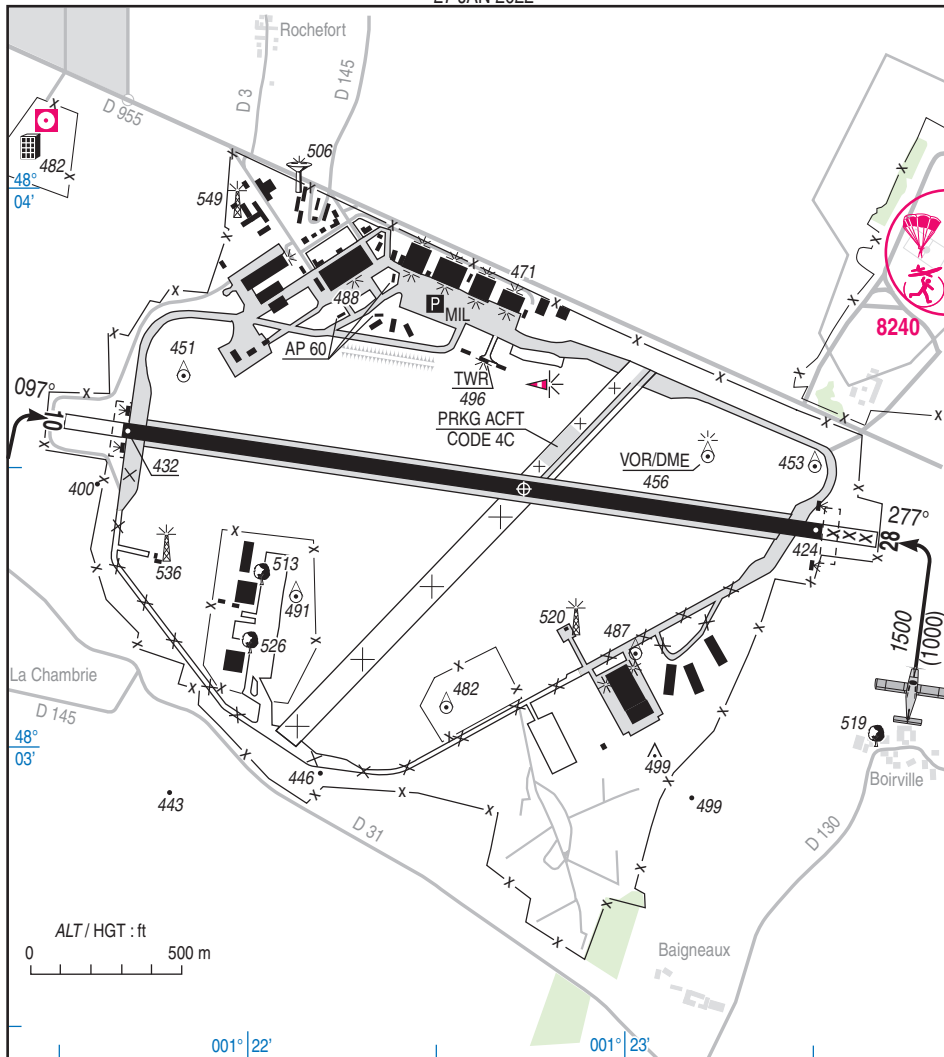 27 JAN 2022
Rochefort
D 955
D 3
D 145
506
482
48°
04'
549
471
488
P
MIL
8240
AP 60
451
TWR
496
097°
10
PRKG ACFT
CODE 4C
VOR/DME
456
453
432
400
277°
28
424
536
513
491
520
487
526
1500
(1000)
La Chambrie
D 145
482
519
48°
03'
499
446
Boirville
443
499
D 31
D 130
ALT / HGT : ft
0
500 m
Baigneaux
001° 22'
001° 23'